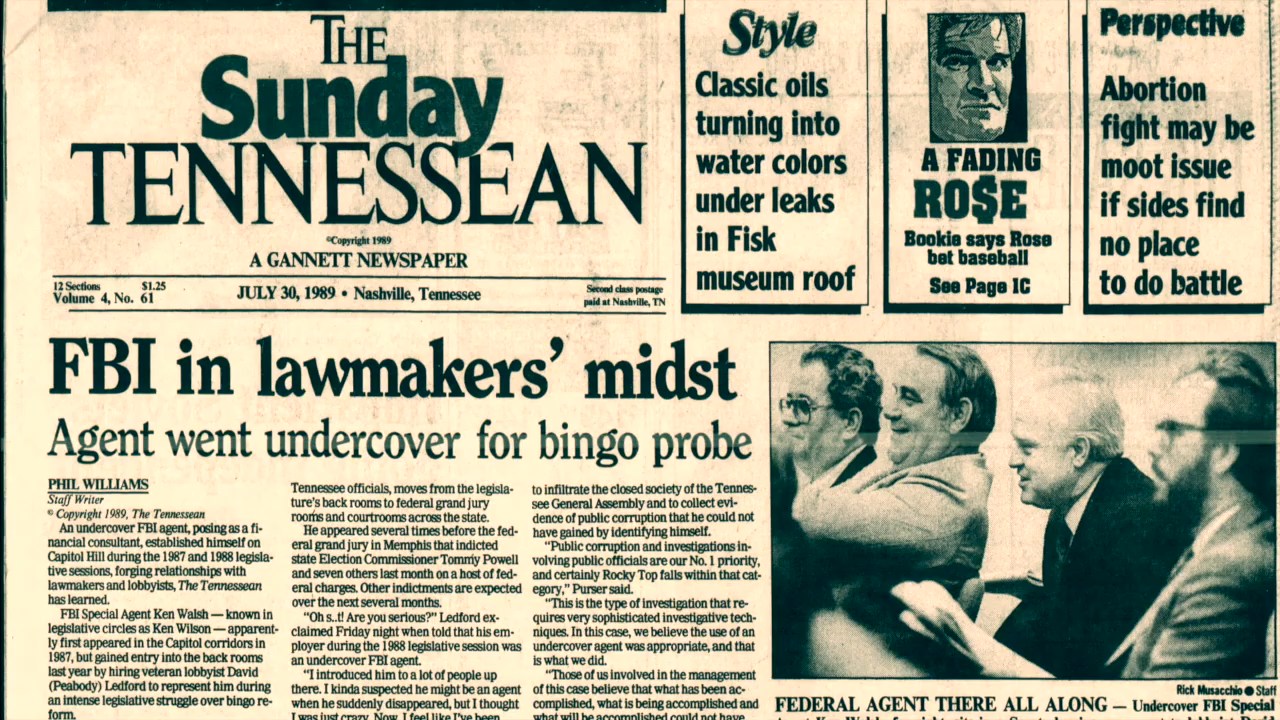 THE
Sunday
TENNESSEAN
©Copyright 1989
A GANNETT NEWSPAPER
12 Sections $1.25
Volume 4, No. 61
JULY 30, 1989 • Nashville, Tennessee
Second class postage
paid at Nashville, TN
Style
Classic oils
turning into
water colors
under leaks
in Fisk
museum roof
A FADING
RO$E
Bookie says Rose
bet baseball
See Page 1C
Perspective
Abortion
fight may be
moot issue
if sides find
no place
to do battle
FBI in lawmakers’ midst
Agent went undercover for bingo probe
PHIL WILLIAMS
Staff Writer
© Copyright 1989, The Tennessean
An undercover FBI agent, posing as a fi-
nancial consultant, established himself on
Capitol Hill during the 1987 and 1988 legisla-
tive sessions, forging relationships with
lawmakers and lobbyists, The Tennessean
has learned.
FBI Special Agent Ken Walsh — known in
legislative circles as Ken Wilson — apparent-
ly first appeared in the Capitol corridors in
1987, but gained entry into the back rooms
last year by hiring veteran lobbyist David
(Peabody) Ledford to represent him during
an intense legislative struggle over bingo re-
form.
Tennessee officials, moves from the legisla-
ture's back rooms to federal grand jury
rooms and courtrooms across the state.
He appeared several times before the fed-
eral grand jury in Memphis that indicted
state Election Commissioner Tommy Powell
and seven others last month on a host of fed-
eral charges. Other indictments are expected
over the next several months.
“Oh s..t! Are you serious?” Ledford ex-
claimed Friday night when told that his em-
ployer during the 1988 legislative session was
an undercover FBI agent.
“I introduced him to a lot of people up
there. I kinda suspected he might be an agent
when he suddenly disappeared, but I thought
I was just crazy. Now, I feel like I've been
to infiltrate the closed society of the Tennes-
see General Assembly and to collect evi-
dence of public corruption that he could not
have gained by identifying himself.
“Public corruption and investigations in-
volving public officials are our No. 1 priority,
and certainly Rocky Top falls within that cat-
egory,” Purser said.
“This is the type of investigation that re-
quires very sophisticated investigative tech-
niques. In this case, we believe the use of an
undercover agent was appropriate, and that
is what we did.
“Those of us involved in the management
of this case believe that what has been ac-
complished, what is being accomplished and
what will be accomplished could not have
Rick Musacchio ● Staff
FEDERAL AGENT THERE ALL ALONG — Undercover FBI Special